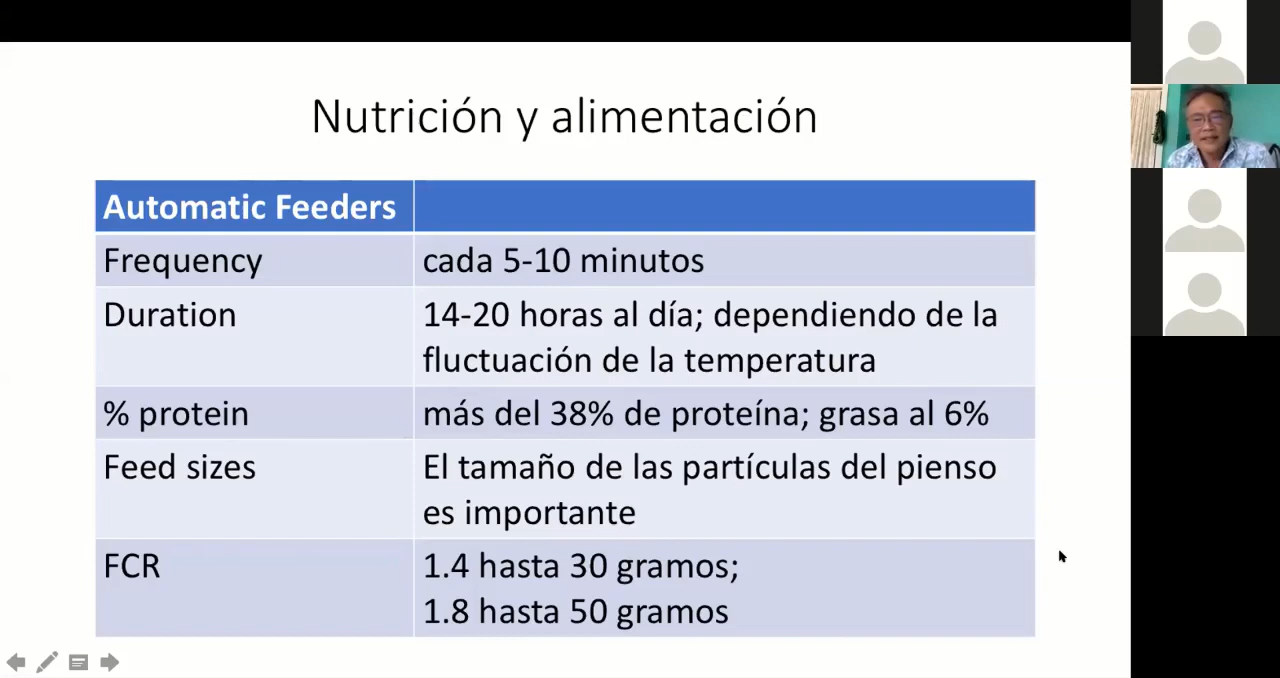 Nutrición y alimentación
Automatic Feeders
Frequency
cada 5-10 minutos
Duration
14-20 horas al día; dependiendo de la
fluctuación de la temperatura
% protein
más del 38% de proteína; grasa al 6%
Feed sizes
El tamaño de las partículas del pienso
es importante
FCR
1.4 hasta 30 gramos;
1.8 hasta 50 gramos